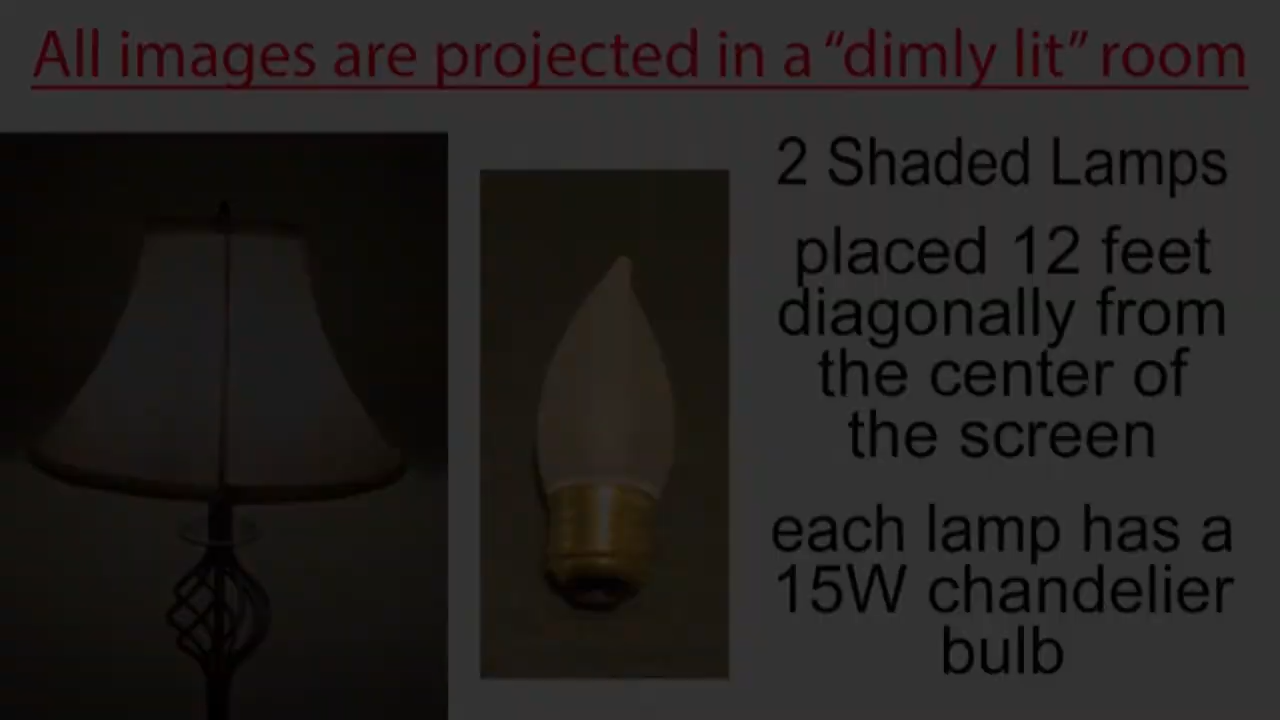 All images are projected in a “dimly lit” room
2 Shaded Lamps
placed 12 feet
diagonally from
the center of
the screen
each lamp has a
15W chandelier
bulb